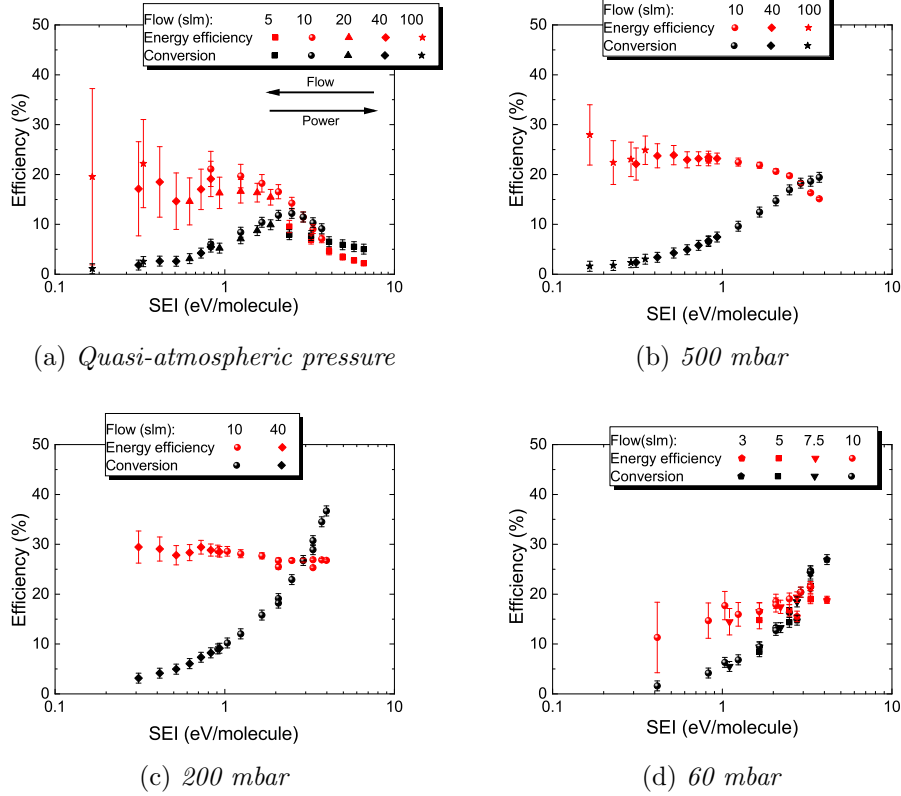 Flow (slm): 5 10 20 40 100
Energy efficiency
Conversion
Flow
Power
Efficiency (%)
50
40
30
20
10
0
0.1 1 10
SEI (eV/molecule)
(a) Quasi-atmospheric pressure
Flow (slm): 10 40 100
Energy efficiency
Conversion
Efficiency (%)
50
40
30
20
10
0
0.1 1 10
SEI (eV/molecule)
(b) 500 mbar
Flow (slm): 10 40
Energy efficiency
Conversion
Efficiency (%)
50
40
30
20
10
0
0.1 1 10
SEI (eV/molecule)
(c) 200 mbar
Flow(slm): 3 5 7.5 10
Energy efficiency
Conversion
Efficiency (%)
50
40
30
20
10
0
0.1 1 10
SEI (eV/molecule)
(d) 60 mbar